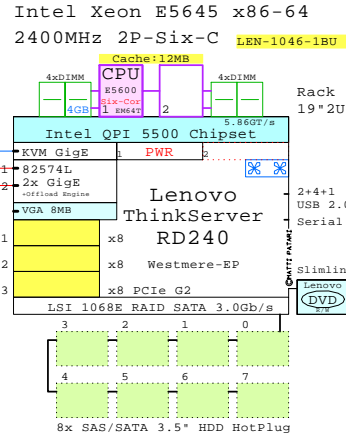 Intel Xeon E5645 x86-64
2400MHz 2P-Six-C LEN-1046-1BU
Cache:12MB
4xDIMM CPU 4xDIMM
E5600
Six-Cor
4GB 1 EM64T 2
Rack
19"2U
5.86GT/s
Intel QPI 5500 Chipset
KVM GigE 1 PWR 2
1 82574L
2 2x GigE
+Offload Engine
VGA 8MB
Lenovo
ThinkServer
RD240
2+4+1
USB 2.0
Serial
1 x8
2 x8 Westmere-EP
3 x8 PCIe G2
©MATTI PATARI
Slimlin
Lenovo
DVD
R/W
LSI 1068E RAID SATA 3.0Gb/s
3 2 1 0
4 5 6 7
8x SAS/SATA 3.5" HDD HotPlug